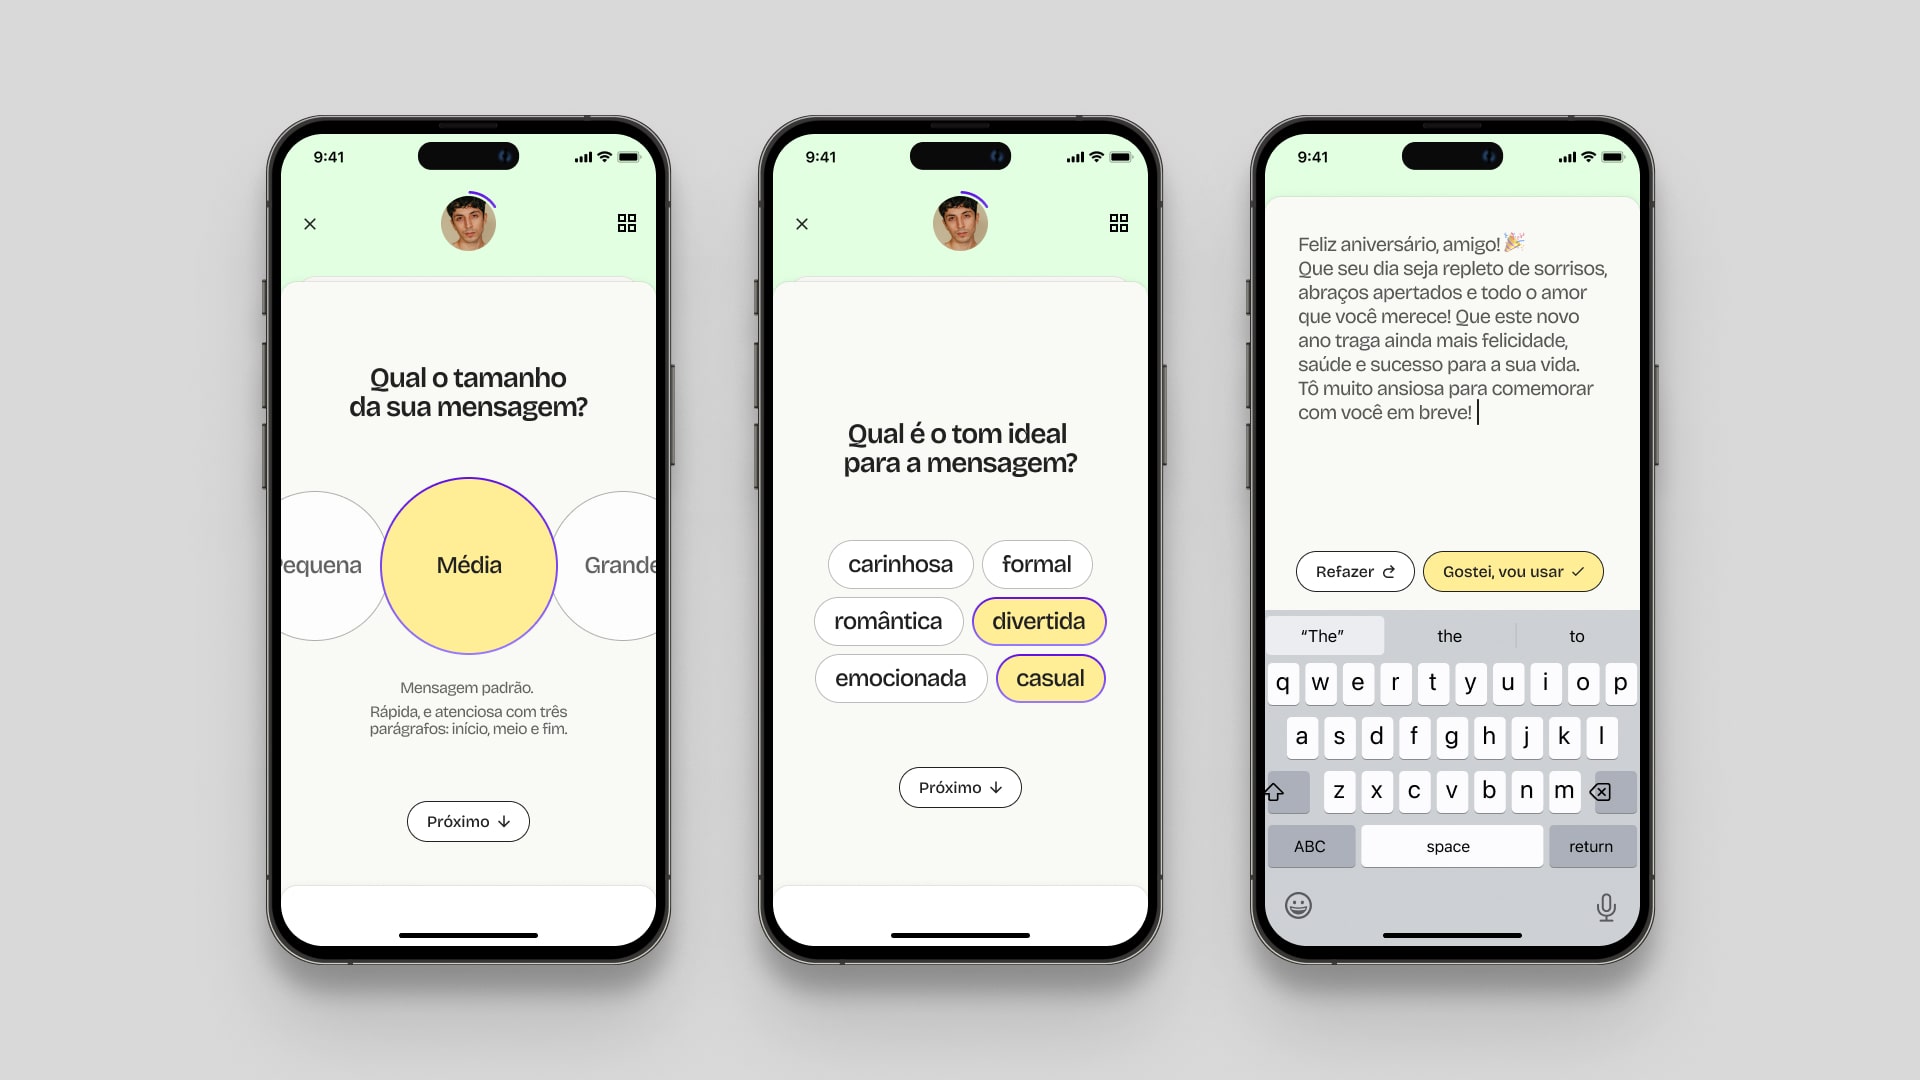 9:41
Qual o tamanho
da sua mensagem?
Pequena
Média
Grande
Mensagem padrão.
Rápida, e atenciosa com três
parágrafos: início, meio e fim.
Próximo
9:41
Qual é o tom ideal
para a mensagem?
carinhosa formal
romântica divertida
emocionada casual
Próximo
9:41
Feliz aniversário, amigo! 🎉
Que seu dia seja repleto de sorrisos,
abraços apertados e todo o amor
que você merece! Que este novo
ano traga ainda mais felicidade,
saúde e sucesso para a sua vida.
Tô muito ansiosa para comemorar
com você em breve!
Refazer Gostei, vou usar
“The” the to
q w e r t y u i o p
a s d f g h j k l
z x c v b n m
ABC space return